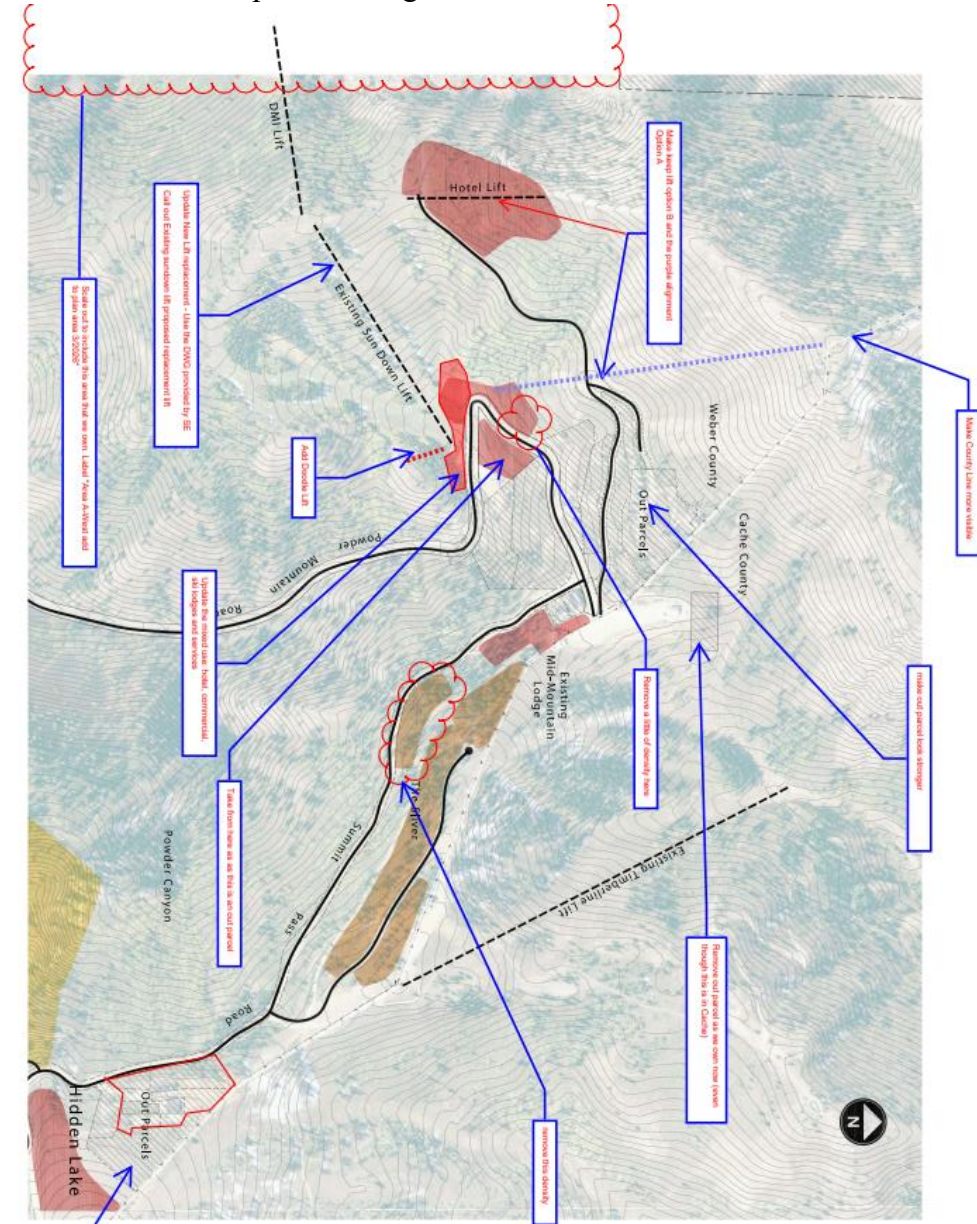 DMI Lift
Hotel Lift
Make keep lift option B and the purple alignment
Option A
Update New Lift replacement - Use the DWG provided by SE
Call out Existing sundown lift proposed replacement lift
Scale out to include this area that we own. Label "Area A-West add
to plan area 3/2026"
Existing Sun Down Lift
Make County Line more visible
Weber County
Cache County
Add Doodle Lift
Out Parcels
Powder
Mountain
Road
Update the mixed use: hotel, commercial,
ski lodges and services
Existing
Mid-Mountain
Lodge
Remove a little of density here
make out parcel look stronger
Take from here as as this is an out parcel
The
Summit
Pass
Road
Existing Timberline Lift
Powder Canyon
Remove out parcel as we own now (even
though this is in Cache)
Out Parcels
Hidden Lake
remove this density
N